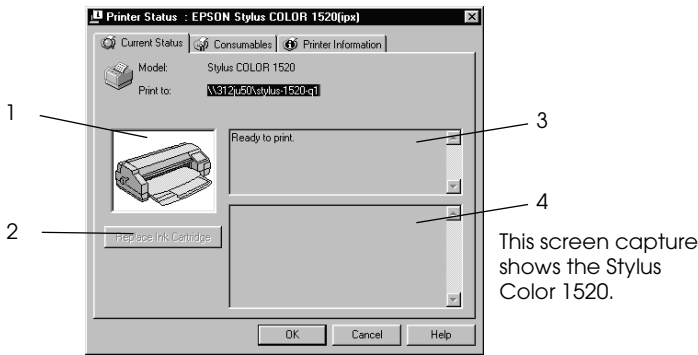 Printer Status : EPSON Stylus COLOR 1520(ipx)
Current Status Consumables Printer Information
Model: Stylus COLOR 1520
Print to: \\312ju50\stylus-1520-q1
1
Ready to print.
3
2
Replace Ink Cartridge
4
This screen capture
shows the Stylus
Color 1520.
OK Cancel Help